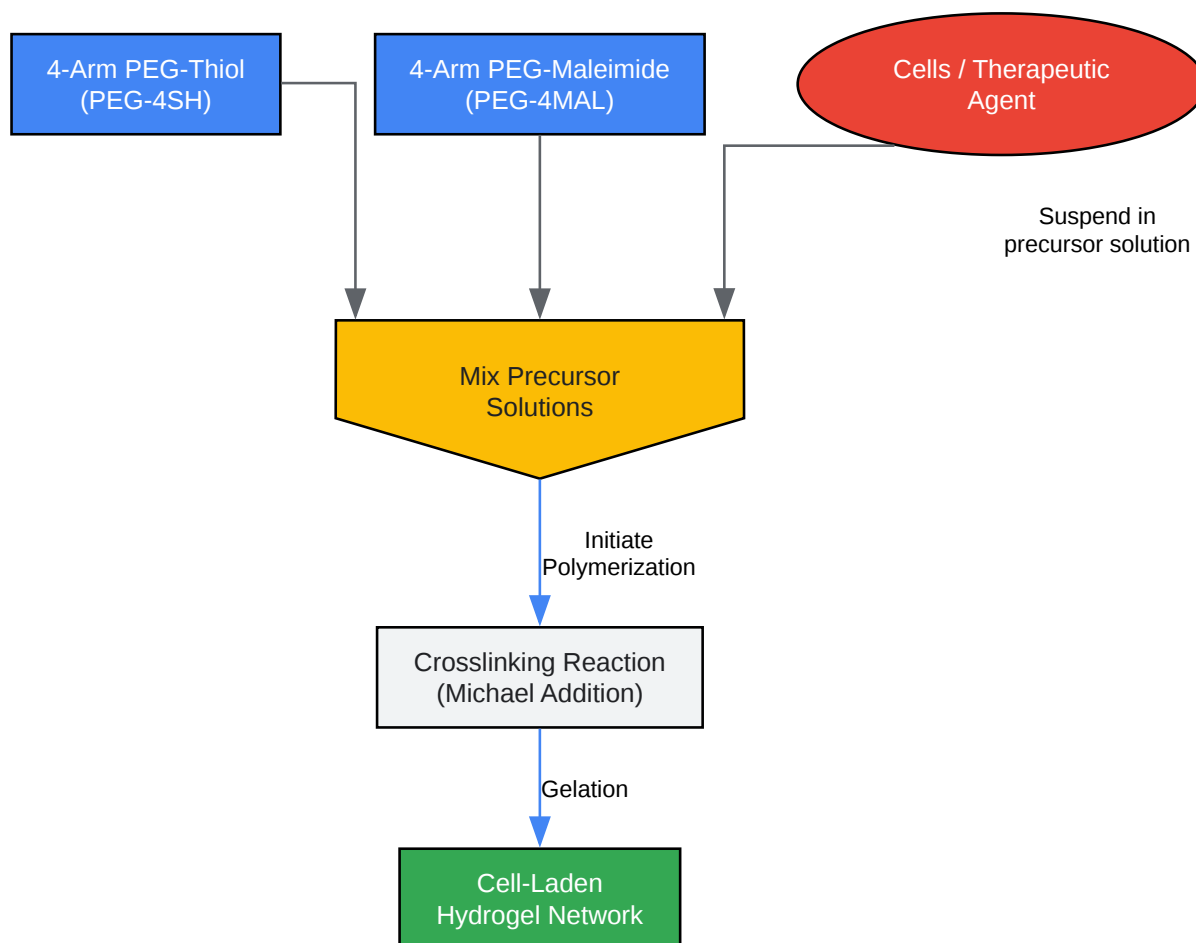 4-Arm PEG-Thiol
(PEG-4SH)
4-Arm PEG-Maleimide
(PEG-4MAL)
Cells / Therapeutic
Agent
Suspend in
precursor solution
Mix Precursor
Solutions
Initiate
Polymerization
Crosslinking Reaction
(Michael Addition)
Gelation
Cell-Laden
Hydrogel Network